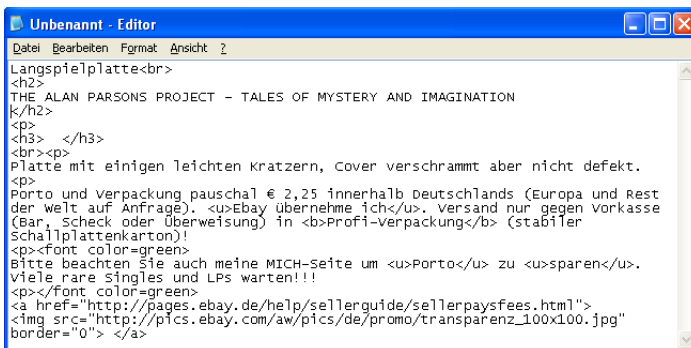 Unbenannt - Editor
Datei Bearbeiten Format Ansicht ?
Langspielplatte<br>
<h2>
THE ALAN PARSONS PROJECT - TALES OF MYSTERY AND IMAGINATION
</h2>
<p>
<h3>  </h3>
<br><p>
Platte mit einigen leichten Kratzern, Cover verschrammt aber nicht defekt.
<p>
Porto und Verpackung pauschal € 2,25 innerhalb Deutschlands (Europa und Rest
der Welt auf Anfrage). <u>Ebay übernehme ich</u>. Versand nur gegen Vorkasse
(Bar, Scheck oder Überweisung) in <b>Profi-Verpackung</b> (stabiler
Schallplattenkarton)!
<p><font color=green>
Bitte beachten Sie auch meine MICH-Seite um <u>Porto</u> zu <u>sparen</u>.
Viele rare Singles und LPs warten!!!
<p></font color=green>
<a href="http://pages.ebay.de/help/sellerguide/sellerpaysfees.html">
<img src="http://pics.ebay.com/aw/pics/de/promo/transparenz_100x100.jpg"
border="0"> </a>